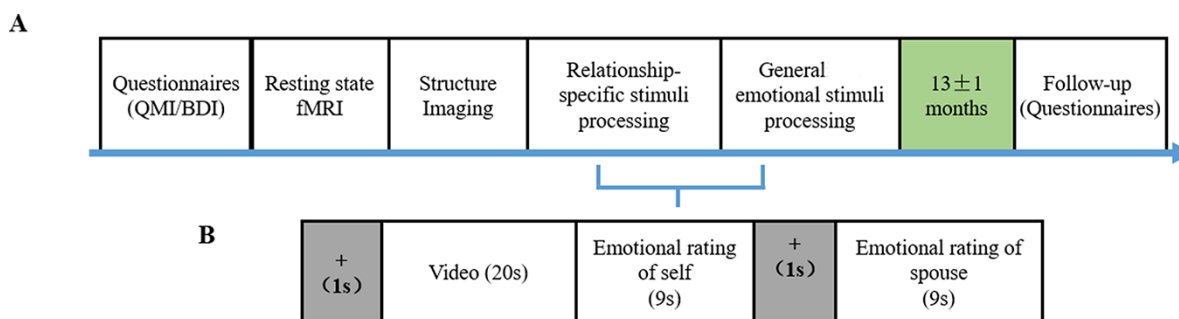 A
Questionnaires
(QMI/BDI)
Resting state
fMRI
Structure
Imaging
Relationship-
specific stimuli
processing
General
emotional stimuli
processing
13±1
months
Follow-up
(Questionnaires)
B
+
（1s）
Video (20s)
Emotional rating
of self
(9s)
+
（1s）
Emotional rating of
spouse
(9s)